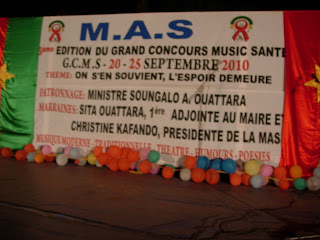 M.A.S
5ème EDITION DU GRAND CONCOURS MUSIC SANTE
G.C.M.S - 20 - 25 SEPTEMBRE 2010
THEME: ON S'EN SOUVIENT, L'ESPOIR DEMEURE
PATRONNAGE: MINISTRE SOUNGALO A. OUATTARA
MARRAINES: SITA OUATTARA, 1ère ADJOINTE AU MAIRE ET
CHRISTINE KAFANDO, PRESIDENTE DE LA MAS
MUSIQUE MODERNE - TRADITIONNELLE - THEATRE - HUMOURS - POESIES